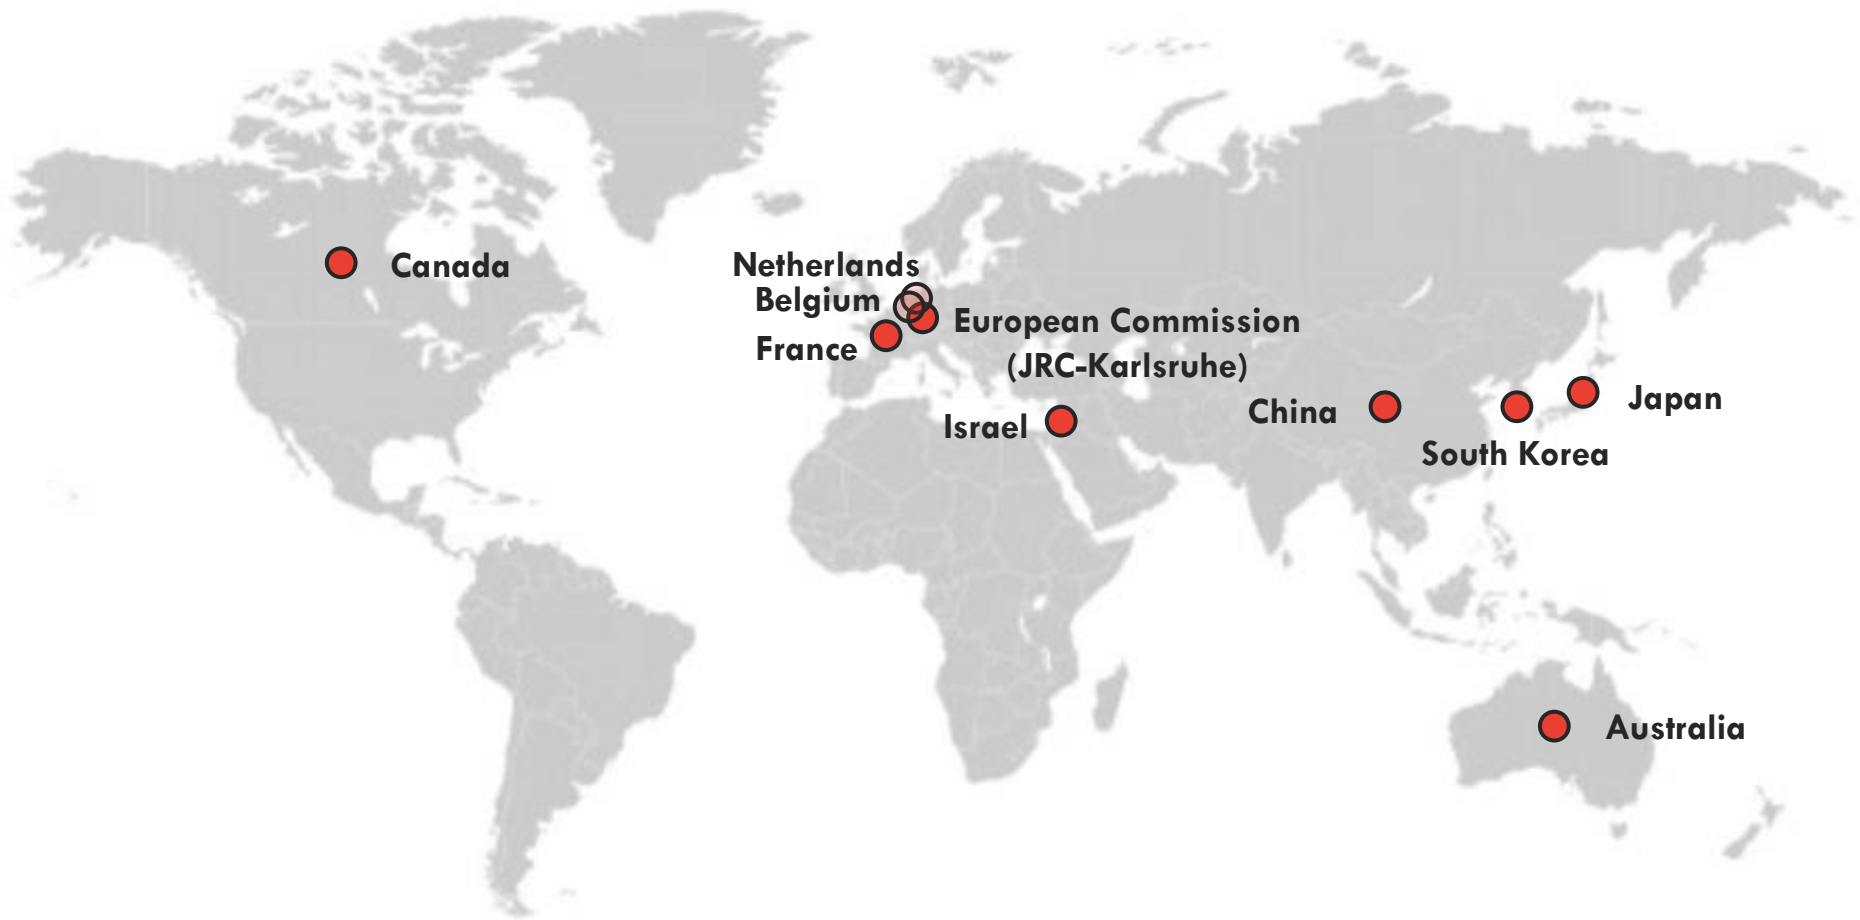 Canada
Netherlands
Belgium
France
European Commission
(JRC-Karlsruhe)
Israel
China
South Korea
Japan
Australia